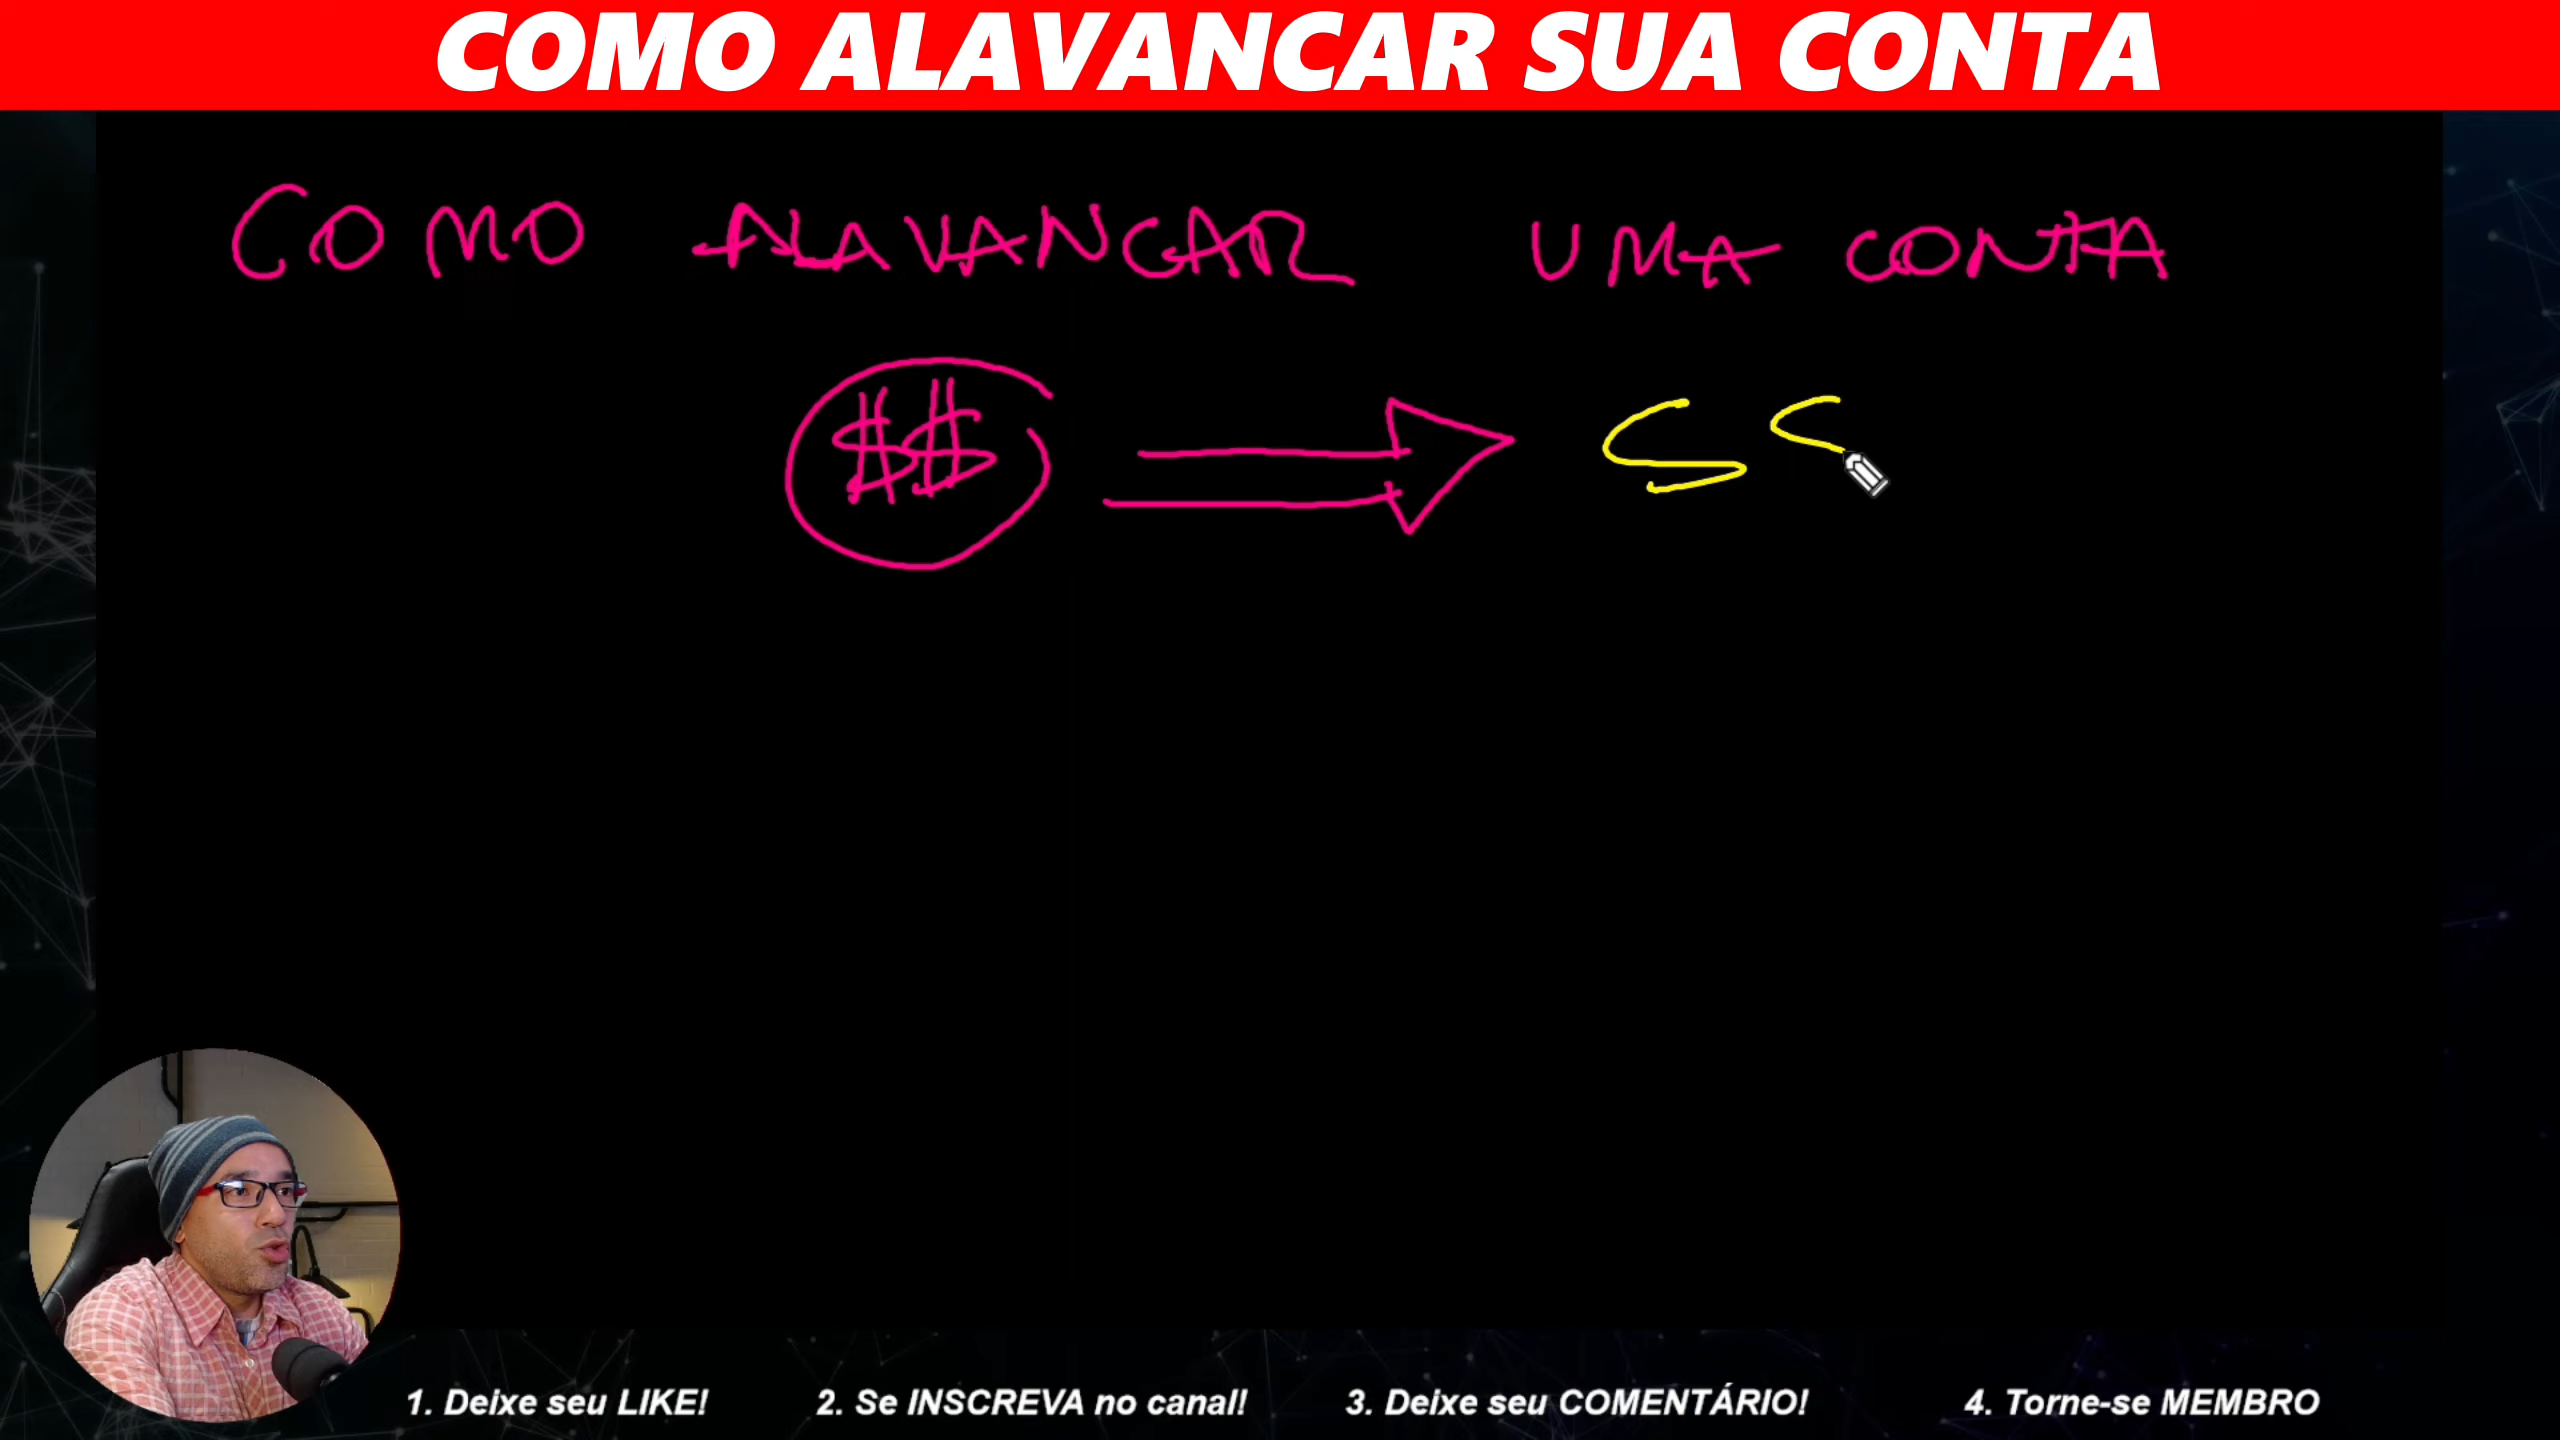 COMO ALAVANCAR SUA CONTA
COMO ALAVANCAR UMA CONTA
$$ SS
1. Deixe seu LIKE! 2. Se INSCREVA no canal! 3. Deixe seu COMENTÁRIO! 4. Torne-se MEMBRO